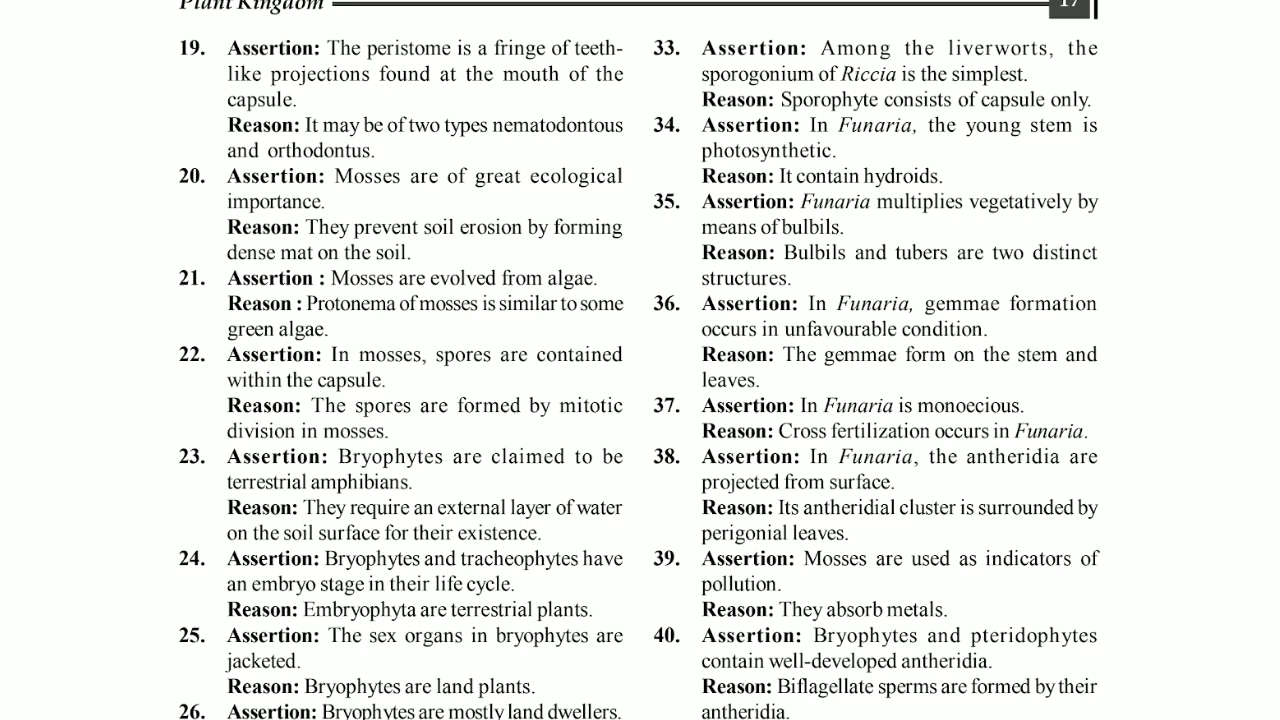 Plant Kingdom
17
19. Assertion: The peristome is a fringe of teeth-
like projections found at the mouth of the
capsule.
Reason: It may be of two types nematodontous
and orthodontus.
20. Assertion: Mosses are of great ecological
importance.
Reason: They prevent soil erosion by forming
dense mat on the soil.
21. Assertion : Mosses are evolved from algae.
Reason : Protonema of mosses is similar to some
green algae.
22. Assertion: In mosses, spores are contained
within the capsule.
Reason: The spores are formed by mitotic
division in mosses.
23. Assertion: Bryophytes are claimed to be
terrestrial amphibians.
Reason: They require an external layer of water
on the soil surface for their existence.
24. Assertion: Bryophytes and tracheophytes have
an embryo stage in their life cycle.
Reason: Embryophyta are terrestrial plants.
25. Assertion: The sex organs in bryophytes are
jacketed.
Reason: Bryophytes are land plants.
26. Assertion: Bryophytes are mostly land dwellers.
33. Assertion: Among the liverworts, the
sporogonium of Riccia is the simplest.
Reason: Sporophyte consists of capsule only.
34. Assertion: In Funaria, the young stem is
photosynthetic.
Reason: It contain hydroids.
35. Assertion: Funaria multiplies vegetatively by
means of bulbils.
Reason: Bulbils and tubers are two distinct
structures.
36. Assertion: In Funaria, gemmae formation
occurs in unfavourable condition.
Reason: The gemmae form on the stem and
leaves.
37. Assertion: In Funaria is monoecious.
Reason: Cross fertilization occurs in Funaria.
38. Assertion: In Funaria, the antheridia are
projected from surface.
Reason: Its antheridial cluster is surrounded by
perigonial leaves.
39. Assertion: Mosses are used as indicators of
pollution.
Reason: They absorb metals.
40. Assertion: Bryophytes and pteridophytes
contain well-developed antheridia.
Reason: Biflagellate sperms are formed by their
antheridia.